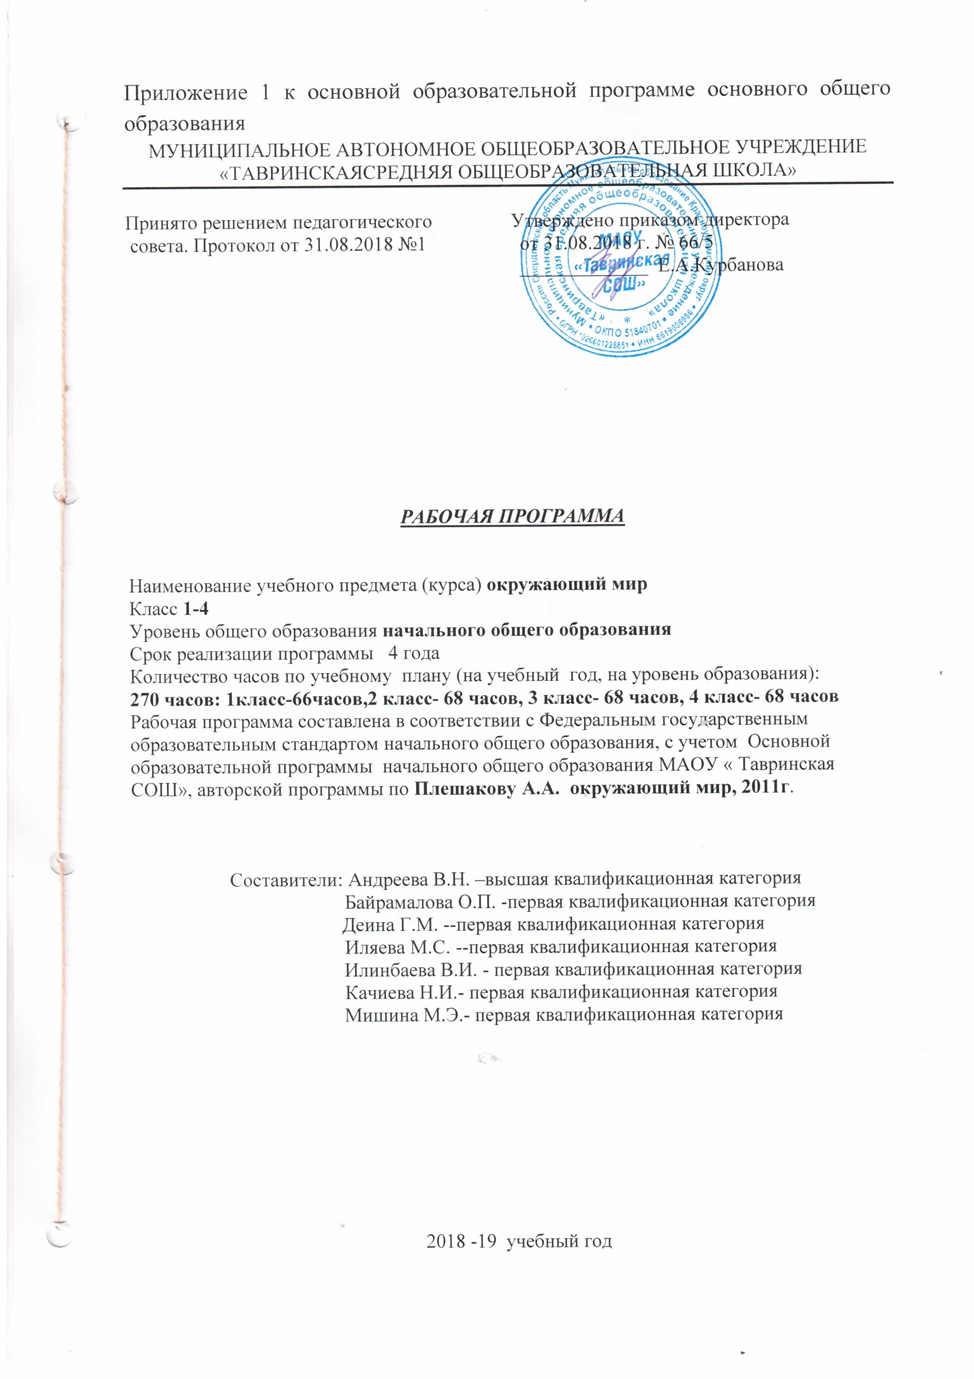 Приложение 1 к основной образовательной программе основного общего
образования
МУНИЦИПАЛЬНОЕ АВТОНОМНОЕ ОБЩЕОБРАЗОВАТЕЛЬНОЕ УЧРЕЖДЕНИЕ
«ТАВРИНСКАЯСРЕДНЯЯ ОБЩЕОБРАЗОВАТЕЛЬНАЯ ШКОЛА»
Принято решением педагогического
совета. Протокол от 31.08.2018 №1
Утверждено приказом директора
от 31.08.2018 г. № 66/5
Е.А.Курбанова
МАОУ
«Тавринская
СОШ»
РАБОЧАЯ ПРОГРАММА
Наименование учебного предмета (курса) окружающий мир
Класс 1-4
Уровень общего образования начального общего образования
Срок реализации программы 4 года
Количество часов по учебному плану (на учебный год, на уровень образования):
270 часов: 1класс-66часов,2 класс- 68 часов, 3 класс- 68 часов, 4 класс- 68 часов
Рабочая программа составлена в соответствии с Федеральным государственным
образовательным стандартом начального общего образования, с учетом Основной
образовательной программы начального общего образования МАОУ « Тавринская
СОШ», авторской программы по Плешакову А.А. окружающий мир, 2011г.
Составители: Андреева В.Н. –высшая квалификационная категория
Байрамалова О.П. -первая квалификационная категория
Деина Г.М. --первая квалификационная категория
Иляева М.С. --первая квалификационная категория
Илинбаева В.И. - первая квалификационная категория
Качиева Н.И.- первая квалификационная категория
Мишина М.Э.- первая квалификационная категория
2018 -19 учебный год